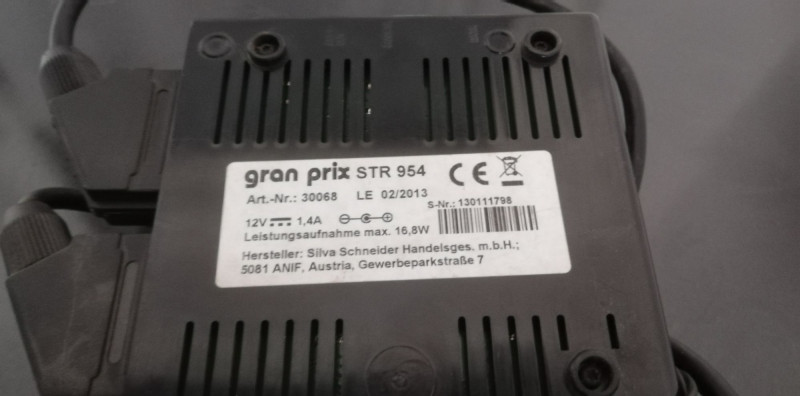 gran prix STR 954
Art.-Nr.: 30068 LE 02/2013
S-Nr.: 130111798
12V 1,4A
Leistungsaufnahme max. 16,8W
Hersteller: Silva Schneider Handelsges. m.b.H.;
5081 ANIF, Austria, Gewerbeparkstraße 7